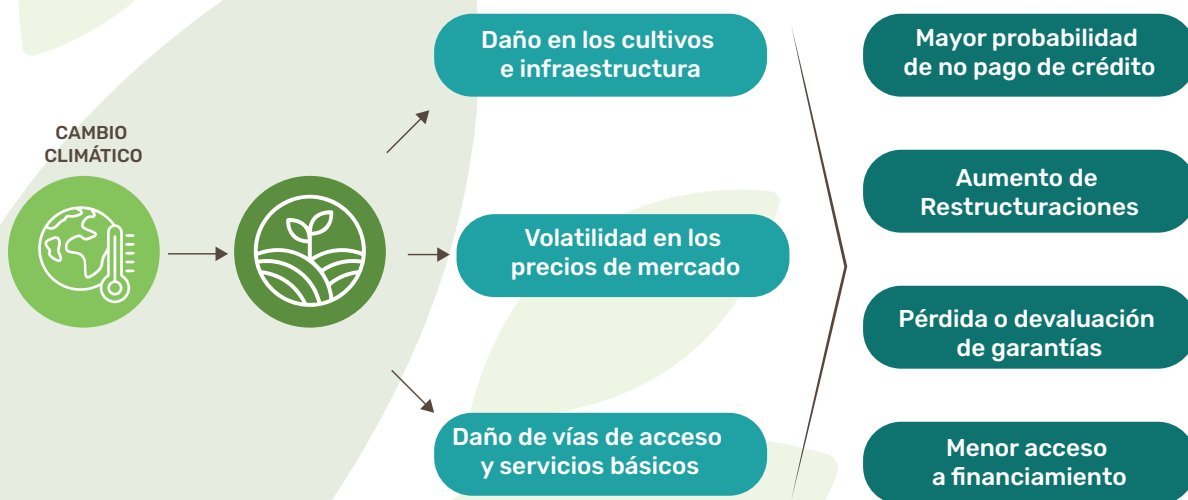 CAMBIO
CLIMÁTICO
Daño en los cultivos
e infraestructura
Volatilidad en los
precios de mercado
Daño de vías de acceso
y servicios básicos
Mayor probabilidad
de no pago de crédito
Aumento de
Restructuraciones
Pérdida o devaluación
de garantías
Menor acceso
a financiamiento